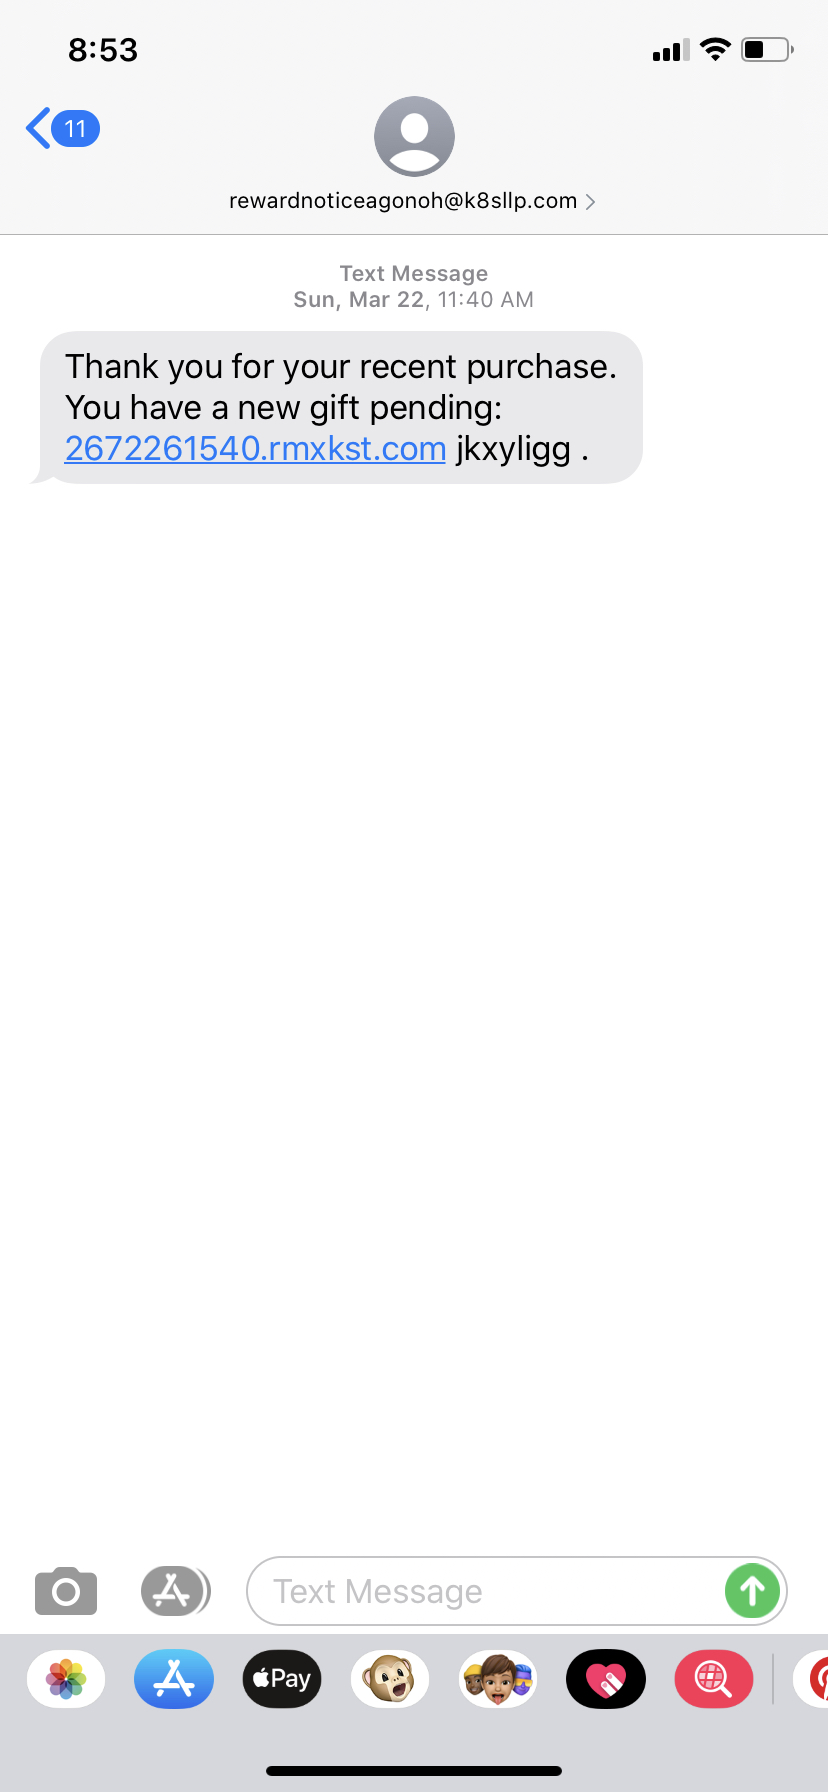 8:53
11
rewardnoticeagonoh@k8sllp.com
Text Message
Sun, Mar 22, 11:40 AM
Thank you for your recent purchase.
You have a new gift pending:
2672261540.rmxkst.com jkxyligg .
Text Message
Pay